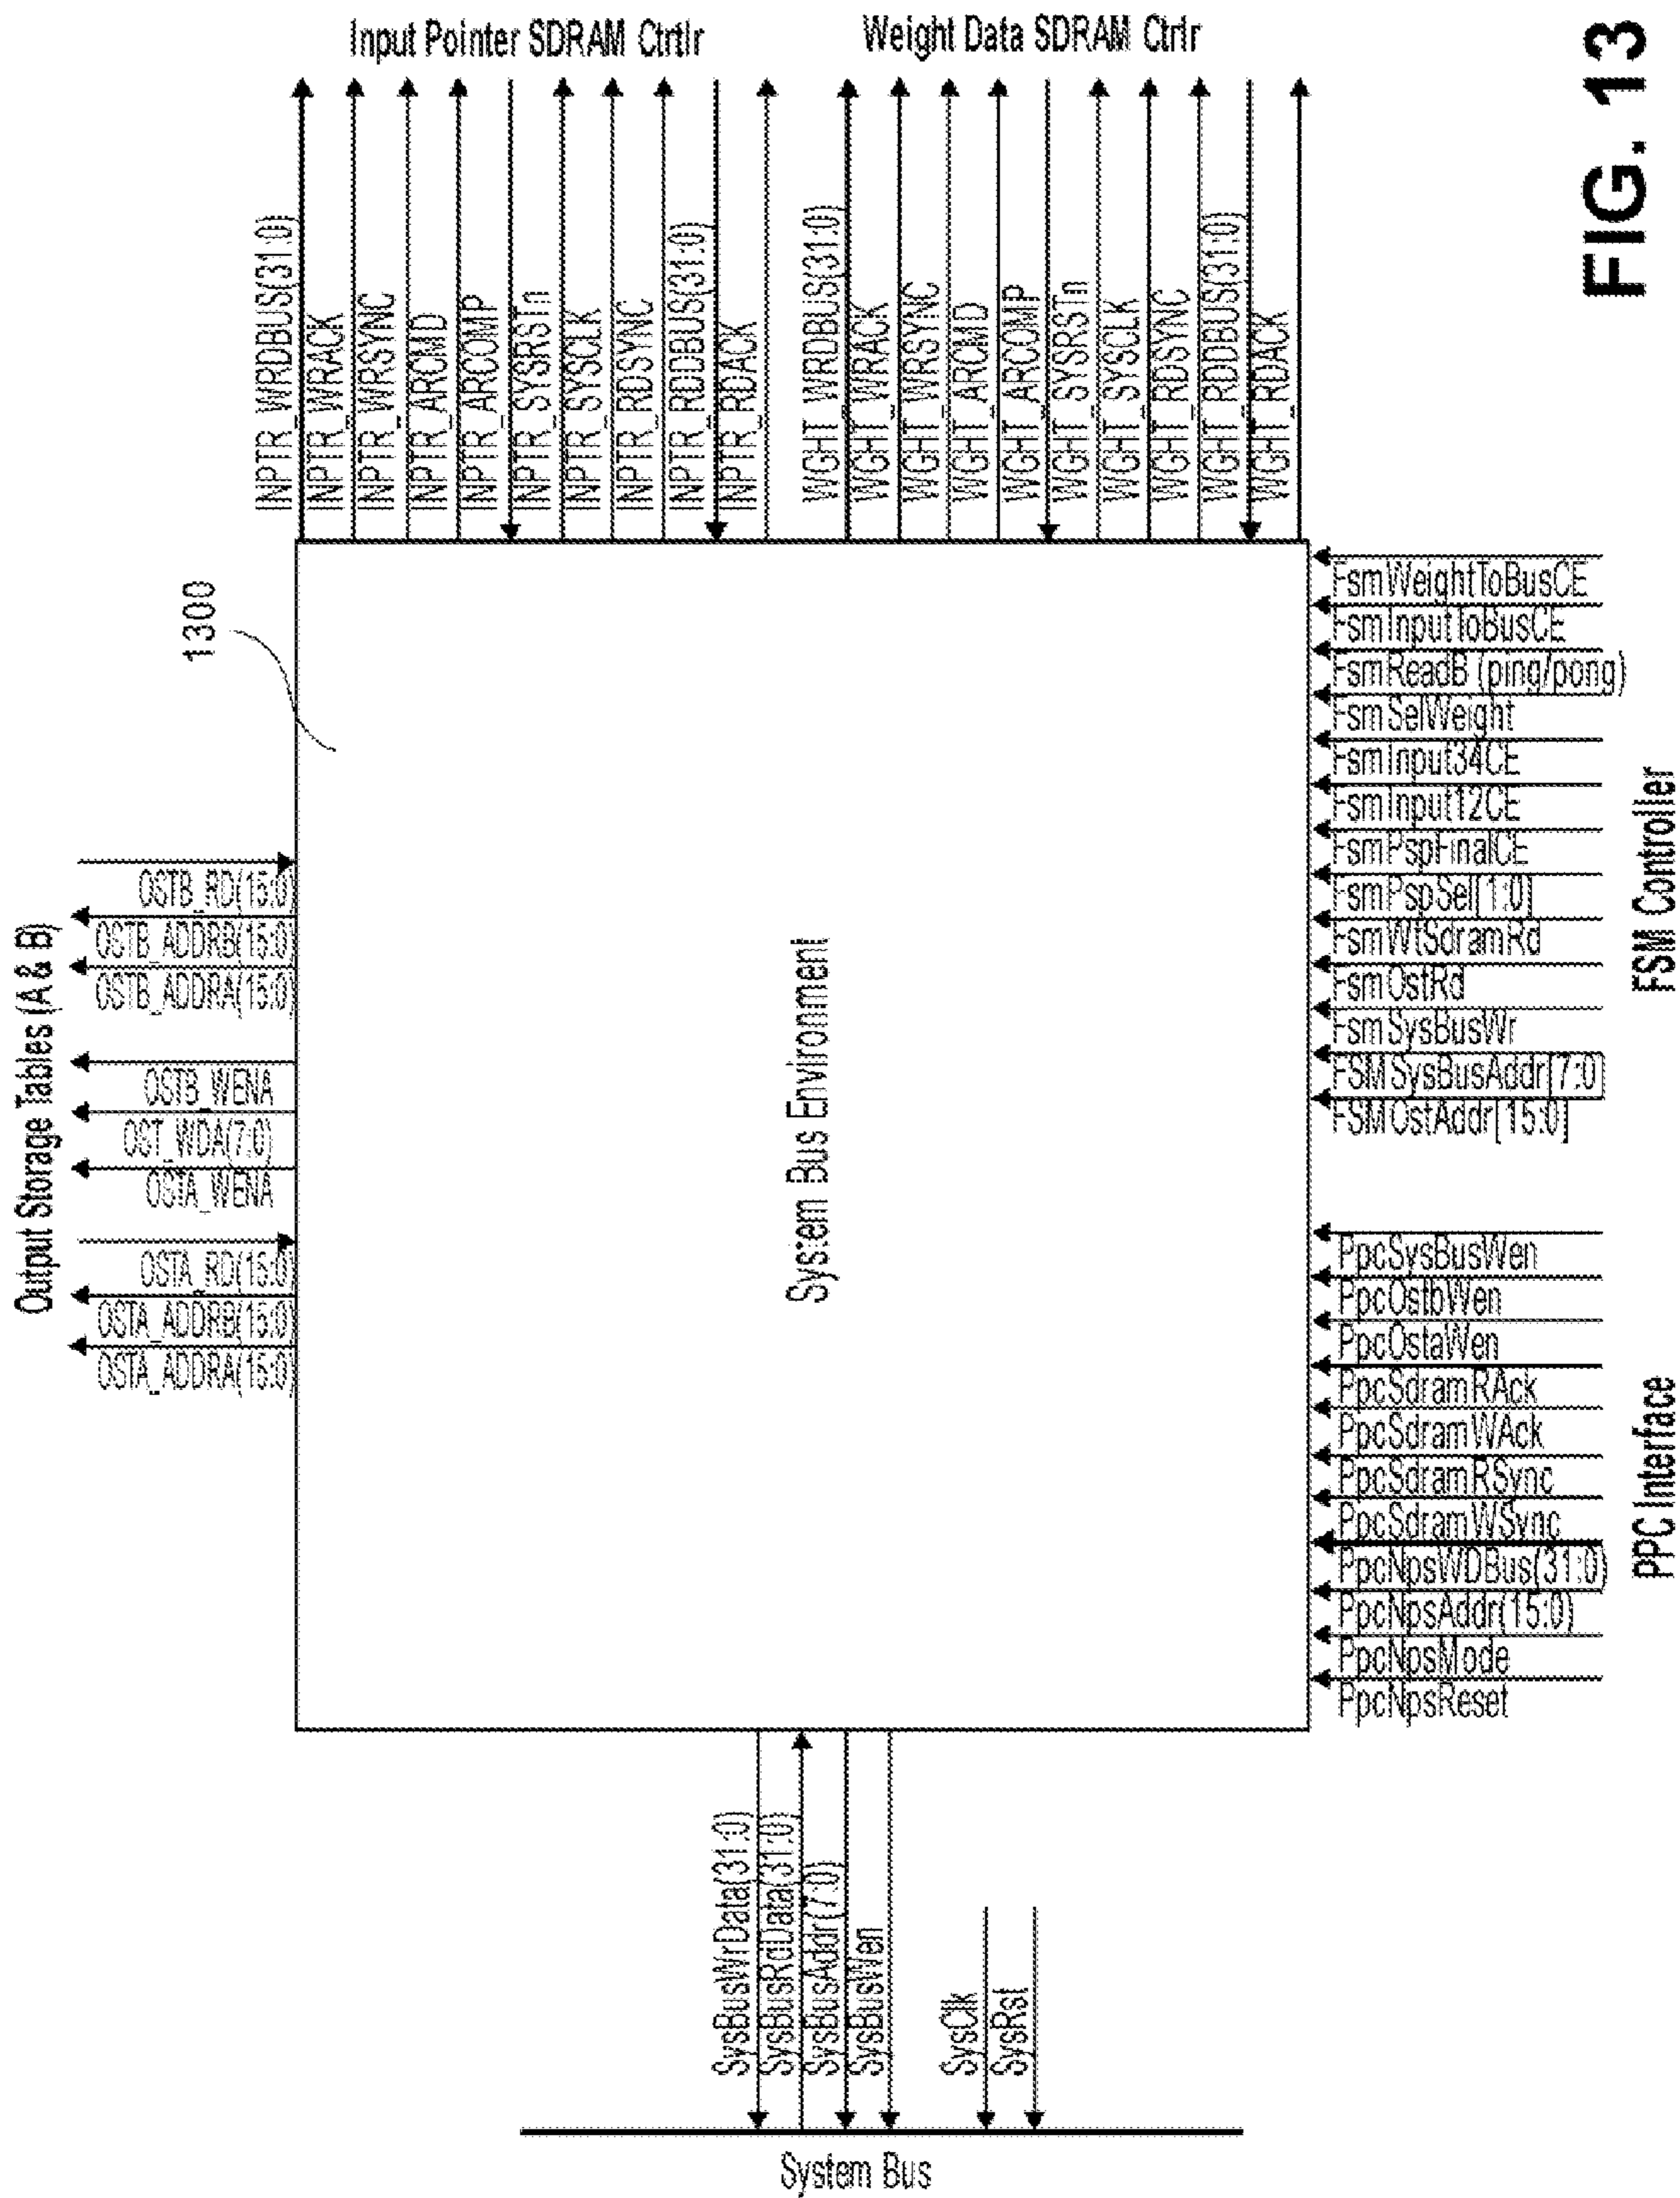 Output Storage Tables (A & B)
OSTA_ADDRA(15:0)
OSTA_ADDRB(15:0)
OSTA_RD(15:0)
OSTA_WENA
OST_WDA(7:0)
OSTB_WENA
OSTB_ADDRA(15:0)
OSTB_ADDRB(15:0)
OSTB_RD(15:0)
1300
Input Pointer SDRAM Ctrtlr
INPTR_WRDBUS(31:0)
INPTR_WRACK
INPTR_WRSYNC
INPTR_ARCMD
INPTR_ARCOMP
INPTR_SYSRSTn
INPTR_SYSCLK
INPTR_RDSYNC
INPTR_RDDBUS(31:0)
INPTR_RDACK
Weight Data SDRAM Ctrlr
WGHT_WRDBUS(31:0)
WGHT_WRACK
WGHT_WRSYNC
WGHT_ARCMD
WGHT_ARCOMP
WGHT_SYSRSTn
WGHT_SYSCLK
WGHT_RDSYNC
WGHT_RDDBUS(31:0)
WGHT_RDACK
System Bus Environment
SysBusWrData(31:0)
SysBusRdData(31:0)
SysBusAddr(7:0)
SysBusWen
SysClk
SysRst
System Bus
PpcNpsReset
PpcNpsMode
PpcNpsAddr(15:0)
PpcNpsWDBus(31:0)
PpcSdramWSync
PpcSdramRSync
PpcSdramWAck
PpcSdramRAck
PpcOstaWen
PpcOstbWen
PpcSysBusWen
PPC Interface
FSMOstAddr[15:0]
FSMSysBusAddr[7:0]
FsmSysBusWr
FsmOstRd
FsmWtSdramRd
FsmPspSel[1:0]
FsmPspFinalCE
FsmInput12CE
FsmInput34CE
FsmSelWeight
FsmReadB (ping/pong)
FsmInputToBusCE
FsmWeightToBusCE
FSM Controller
FIG. 13